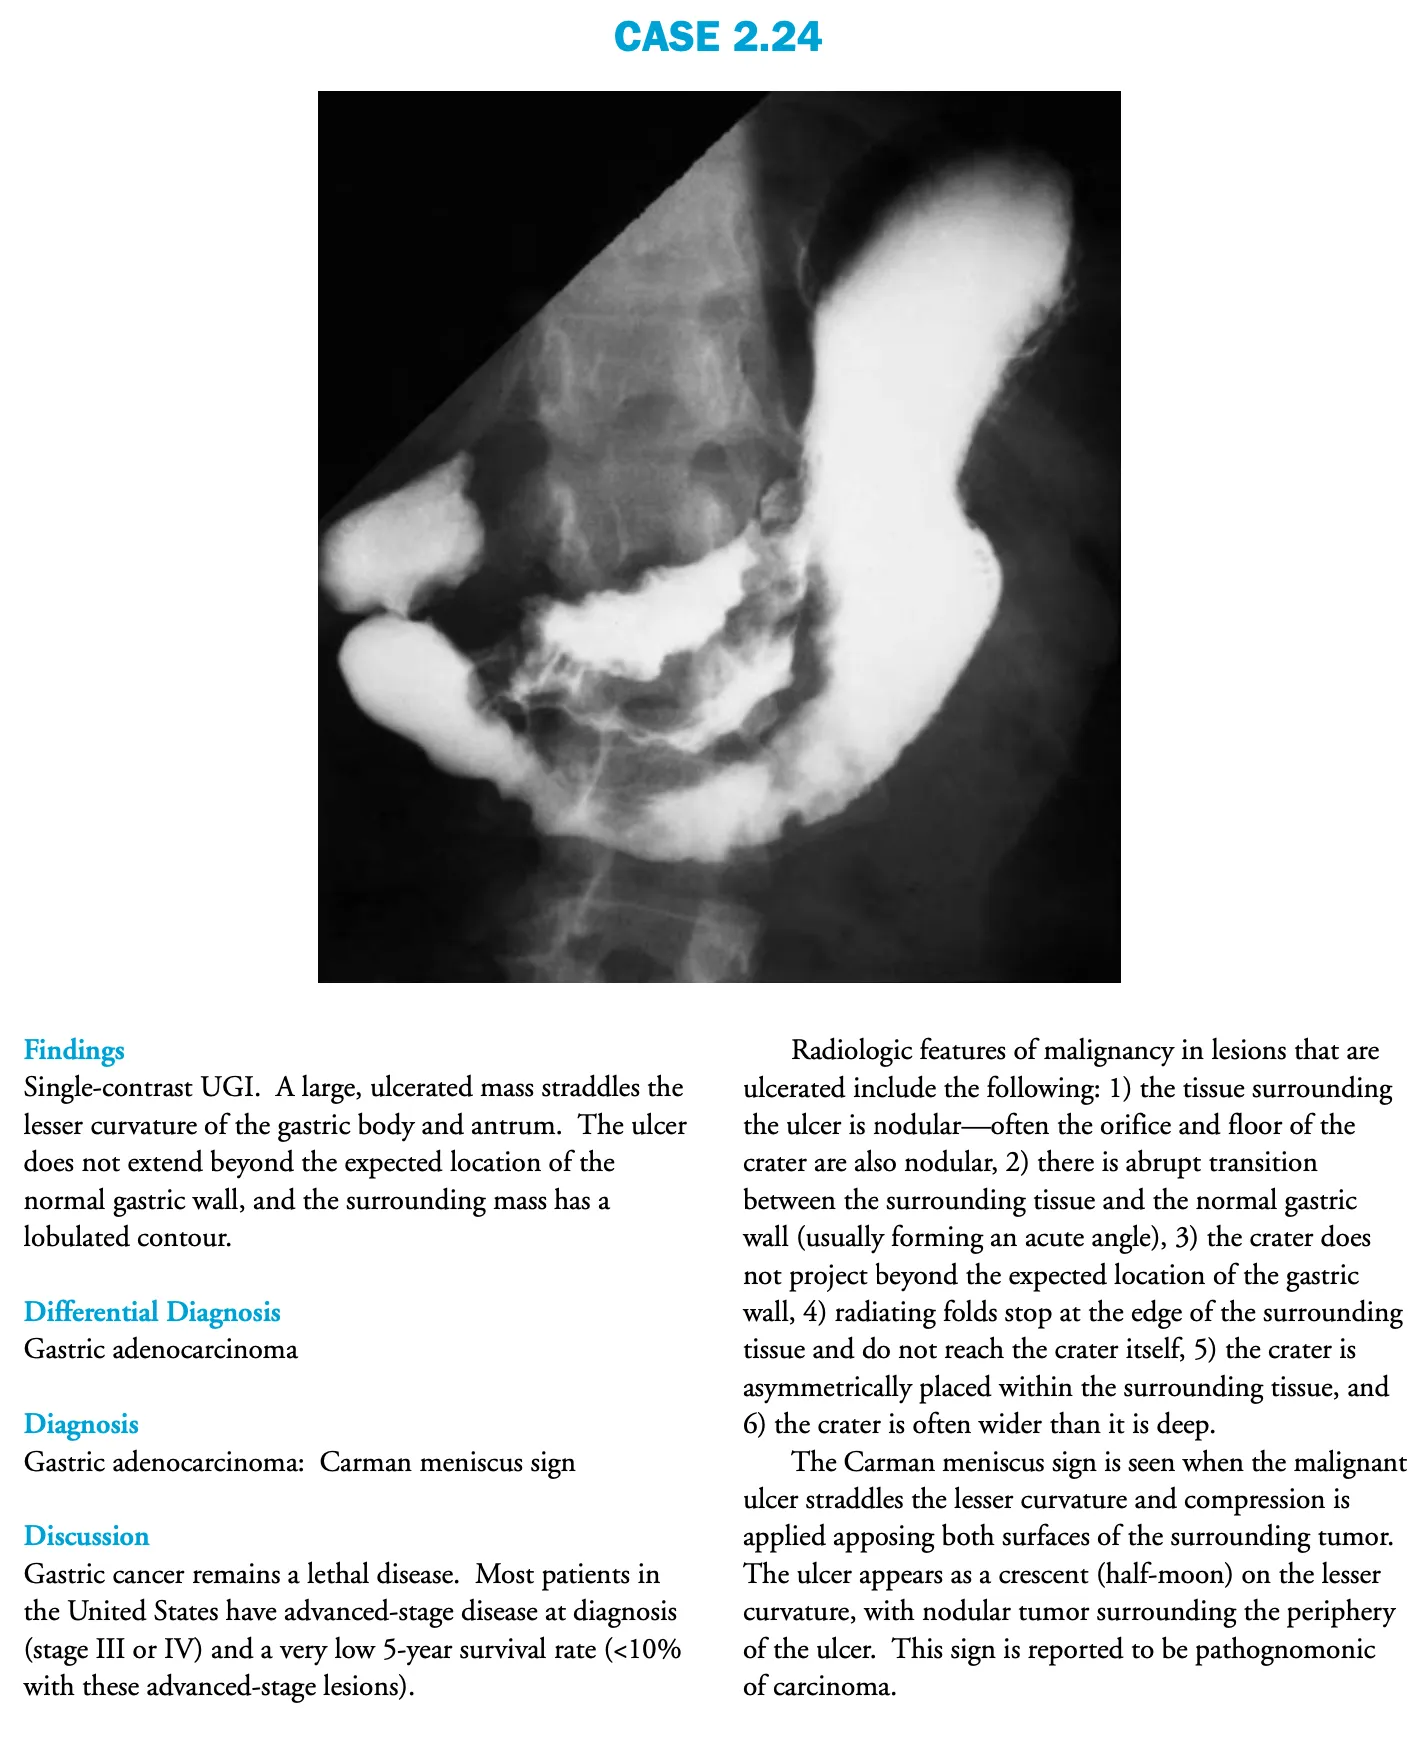 CASE 2.24
Findings
Single-contrast UGI. A large, ulcerated mass straddles the
lesser curvature of the gastric body and antrum. The ulcer
does not extend beyond the expected location of the
normal gastric wall, and the surrounding mass has a
lobulated contour.
Differential Diagnosis
Gastric adenocarcinoma
Diagnosis
Gastric adenocarcinoma: Carman meniscus sign
Discussion
Gastric cancer remains a lethal disease. Most patients in
the United States have advanced-stage disease at diagnosis
(stage III or IV) and a very low 5-year survival rate (<10%
with these advanced-stage lesions).
Radiologic features of malignancy in lesions that are
ulcerated include the following: 1) the tissue surrounding
the ulcer is nodular—often the orifice and floor of the
crater are also nodular, 2) there is abrupt transition
between the surrounding tissue and the normal gastric
wall (usually forming an acute angle), 3) the crater does
not project beyond the expected location of the gastric
wall, 4) radiating folds stop at the edge of the surrounding
tissue and do not reach the crater itself, 5) the crater is
asymmetrically placed within the surrounding tissue, and
6) the crater is often wider than it is deep.
The Carman meniscus sign is seen when the malignant
ulcer straddles the lesser curvature and compression is
applied apposing both surfaces of the surrounding tumor.
The ulcer appears as a crescent (half-moon) on the lesser
curvature, with nodular tumor surrounding the periphery
of the ulcer. This sign is reported to be pathognomonic
of carcinoma.